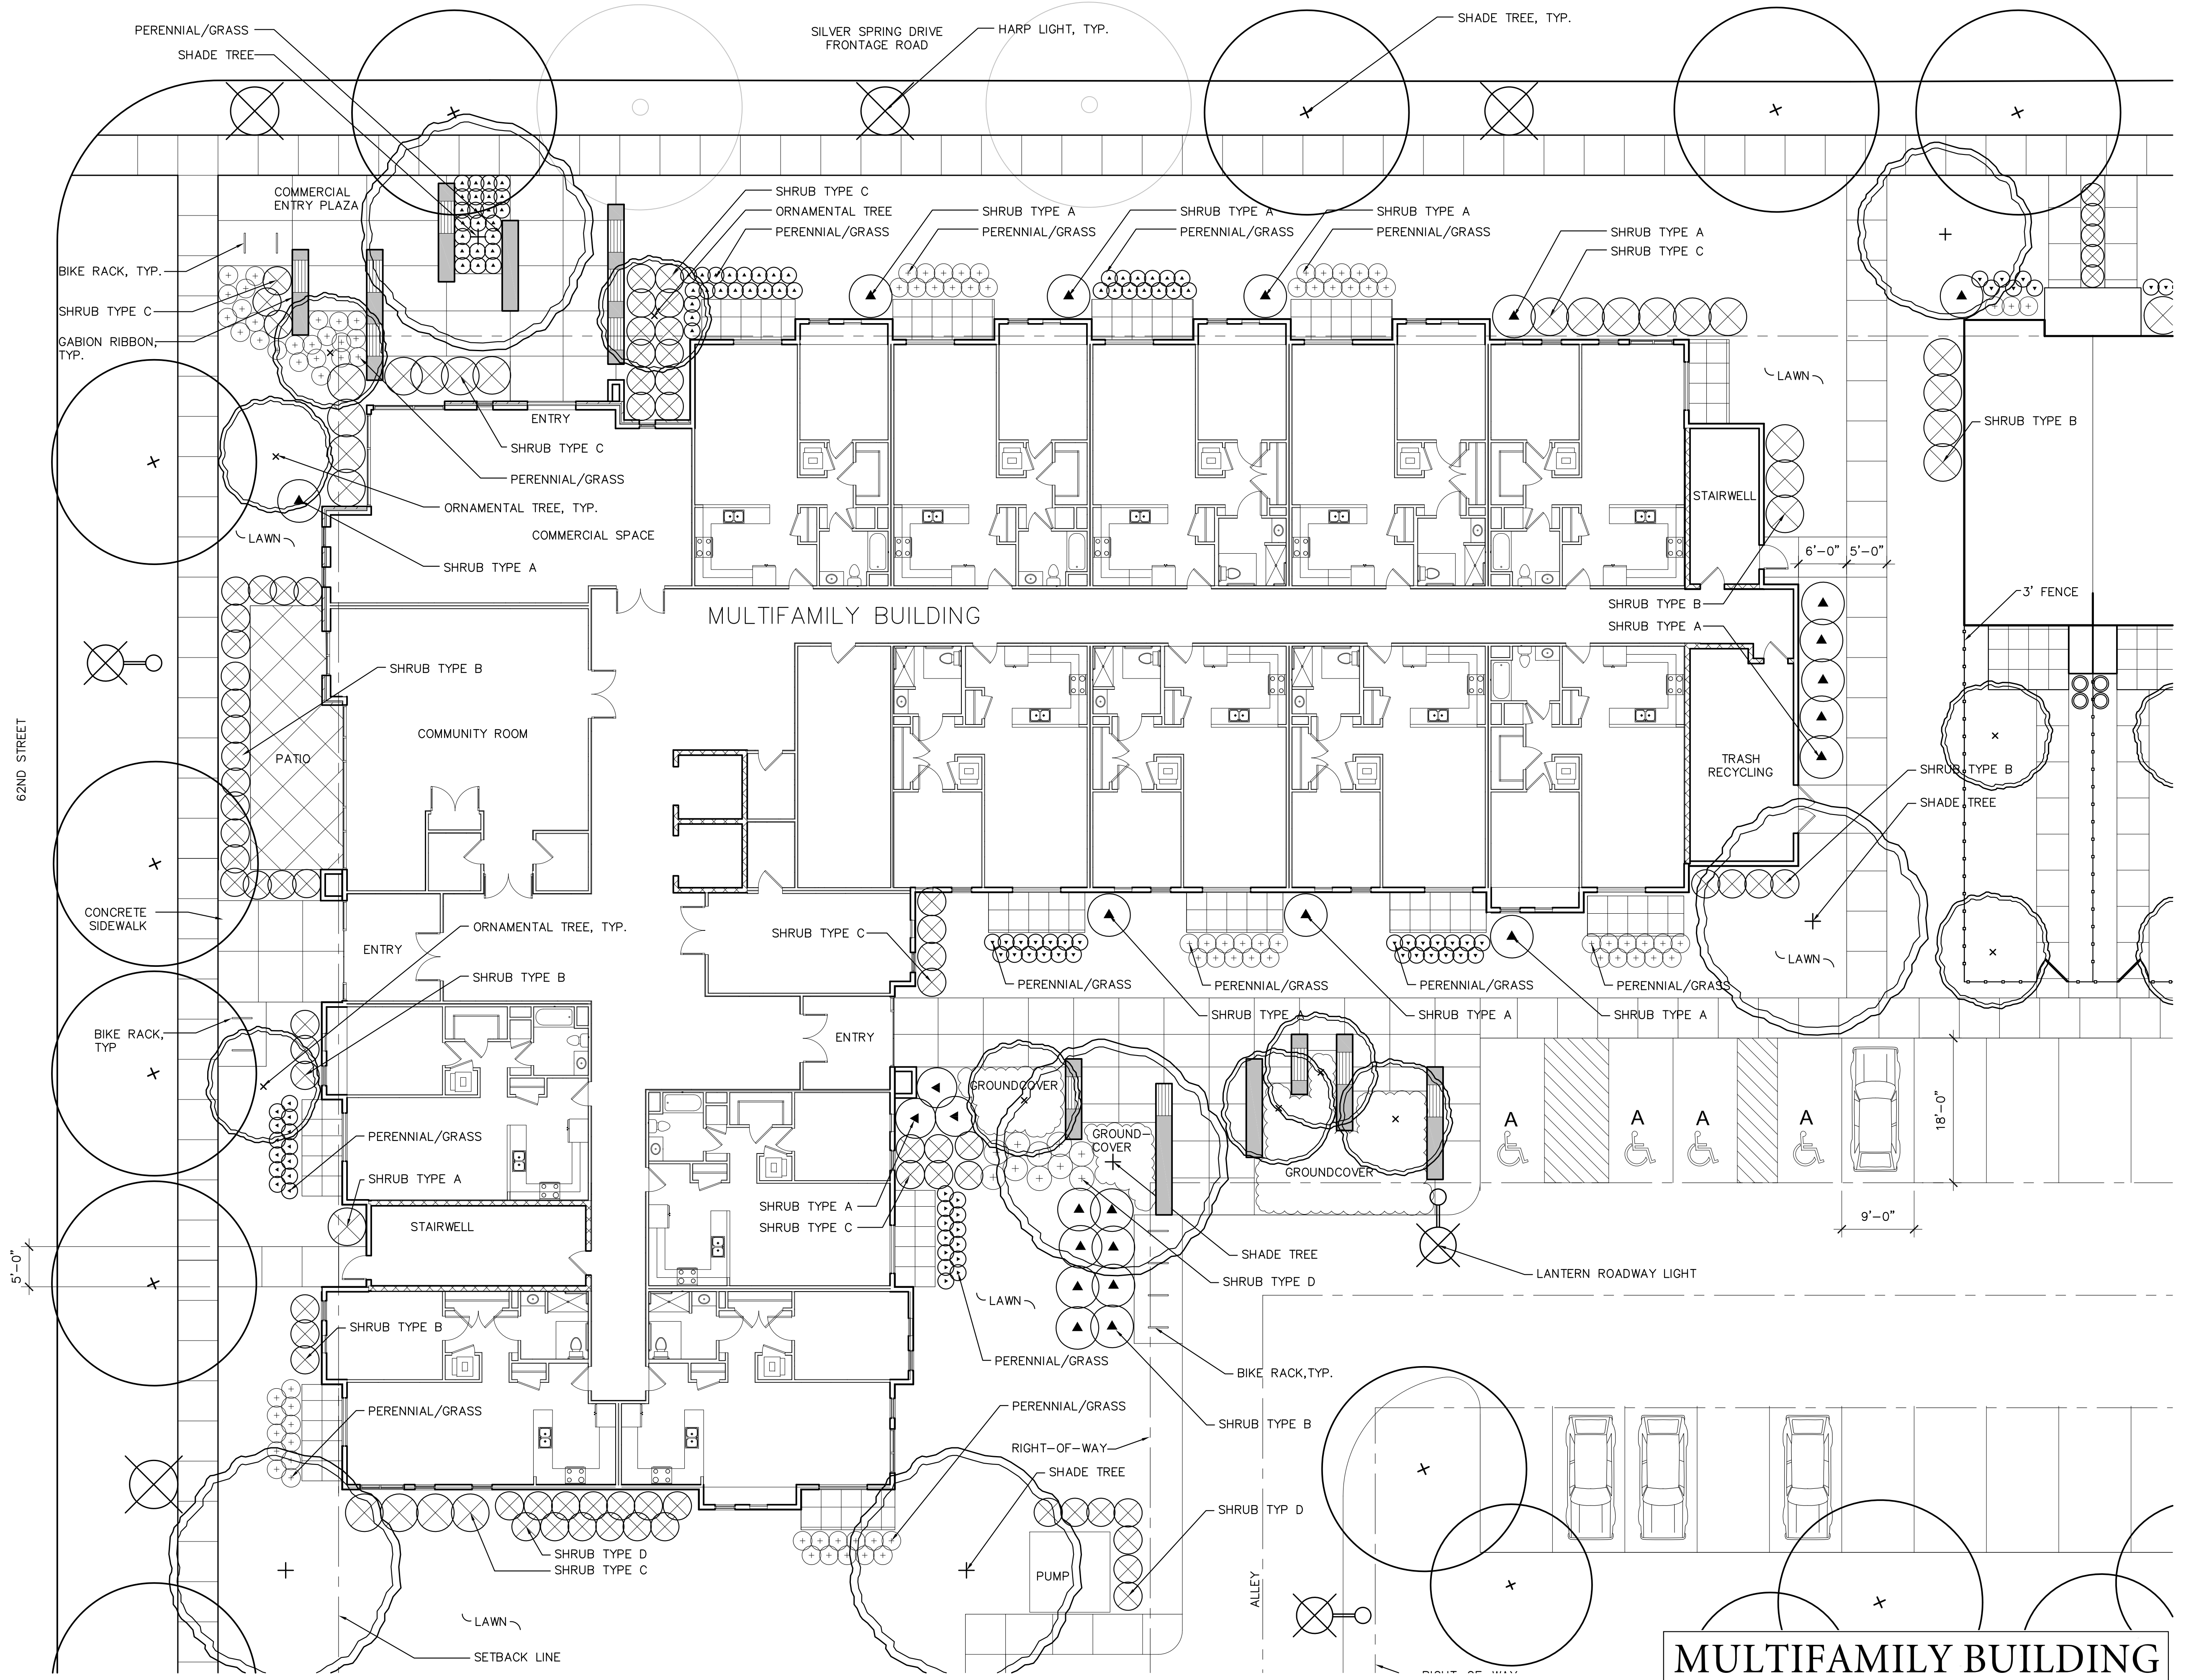 PERENNIAL/GRASS
SHADE TREE
SILVER SPRING DRIVE
FRONTAGE ROAD
HARP LIGHT, TYP.
SHADE TREE, TYP.
COMMERCIAL
ENTRY PLAZA
SHRUB TYPE C
ORNAMENTAL TREE
PERENNIAL/GRASS
SHRUB TYPE A
PERENNIAL/GRASS
SHRUB TYPE A
PERENNIAL/GRASS
SHRUB TYPE A
PERENNIAL/GRASS
SHRUB TYPE A
SHRUB TYPE C
BIKE RACK, TYP.
SHRUB TYPE C
GABION RIBBON,
TYP.
LAWN
ENTRY
SHRUB TYPE C
PERENNIAL/GRASS
ORNAMENTAL TREE, TYP.
COMMERCIAL SPACE
LAWN
SHRUB TYPE A
SHRUB TYPE B
STAIRWELL
6'-0"
5'-0"
MULTIFAMILY BUILDING
SHRUB TYPE B
SHRUB TYPE A
3' FENCE
SHRUB TYPE B
COMMUNITY ROOM
PATIO
62ND STREET
TRASH
RECYCLING
SHRUB TYPE B
SHADE TREE
CONCRETE
SIDEWALK
ENTRY
ORNAMENTAL TREE, TYP.
SHRUB TYPE C
SHRUB TYPE B
LAWN
PERENNIAL/GRASS
PERENNIAL/GRASS
PERENNIAL/GRASS
PERENNIAL/GRASS
SHRUB TYPE A
SHRUB TYPE A
SHRUB TYPE A
BIKE RACK,
TYP
ENTRY
GROUNDCOVER
GROUND-
COVER
GROUNDCOVER
A
A
A
A
18'-0"
9'-0"
PERENNIAL/GRASS
SHRUB TYPE A
STAIRWELL
SHRUB TYPE A
SHRUB TYPE C
5'-0"
SHADE TREE
SHRUB TYPE D
LANTERN ROADWAY LIGHT
LAWN
SHRUB TYPE B
PERENNIAL/GRASS
BIKE RACK,TYP.
PERENNIAL/GRASS
PERENNIAL/GRASS
SHRUB TYPE B
RIGHT-OF-WAY
SHADE TREE
SHRUB TYP D
SHRUB TYPE D
SHRUB TYPE C
PUMP
ALLEY
LAWN
SETBACK LINE
RIGHT-OF-WAY
MULTIFAMILY BUILDING